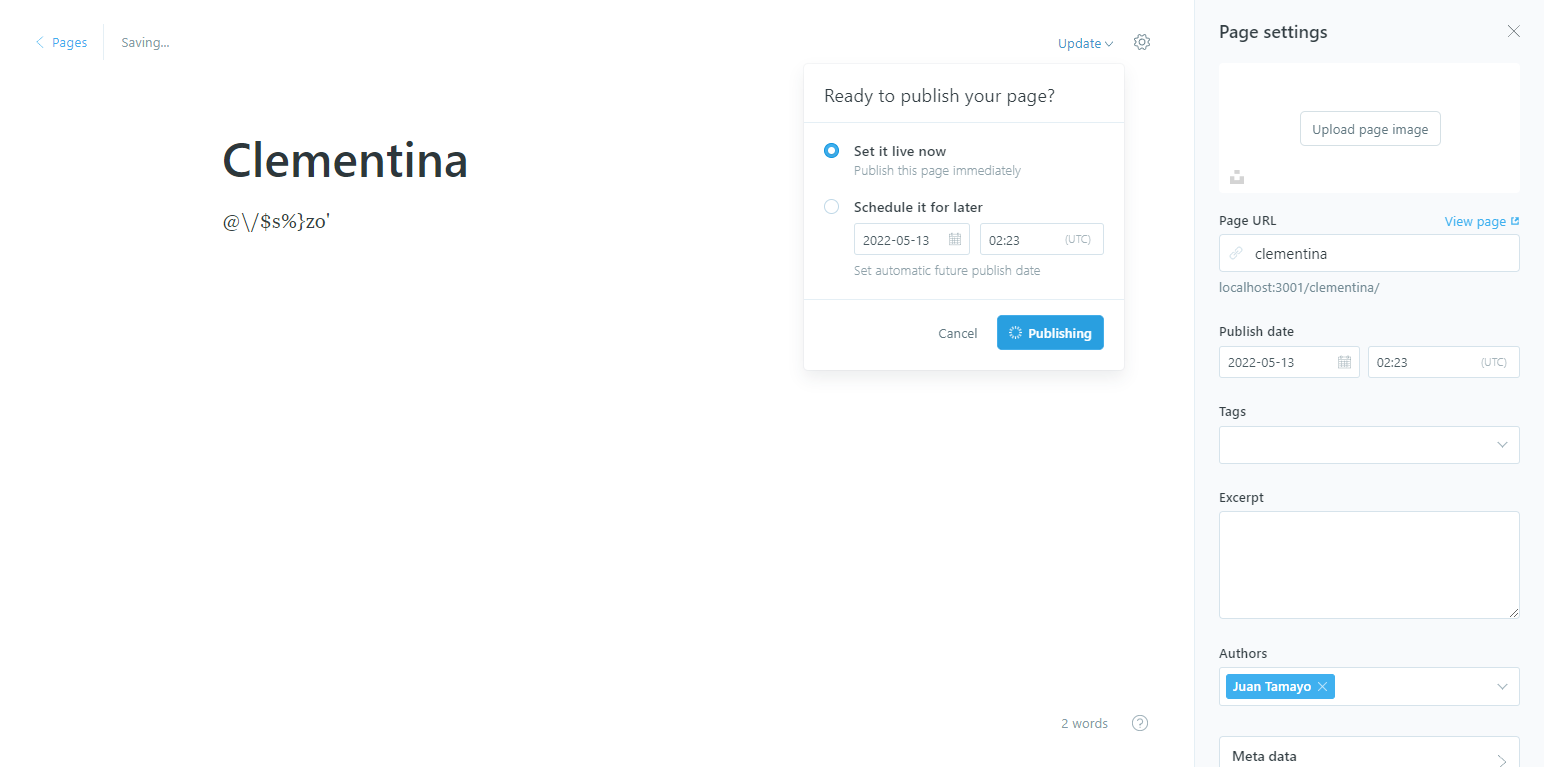 Pages
Saving...
Update
Ready to publish your page?
Set it live now
Publish this page immediately
Schedule it for later
2022-05-13
02:23
(UTC)
Set automatic future publish date
Cancel
Publishing
Clementina
@\/$s%}zo'
2 words
?
Page settings
Upload page image
Page URL
View page
clementina
localhost:3001/clementina/
Publish date
2022-05-13
02:23
(UTC)
Tags
Excerpt
Authors
Juan Tamayo
Meta data